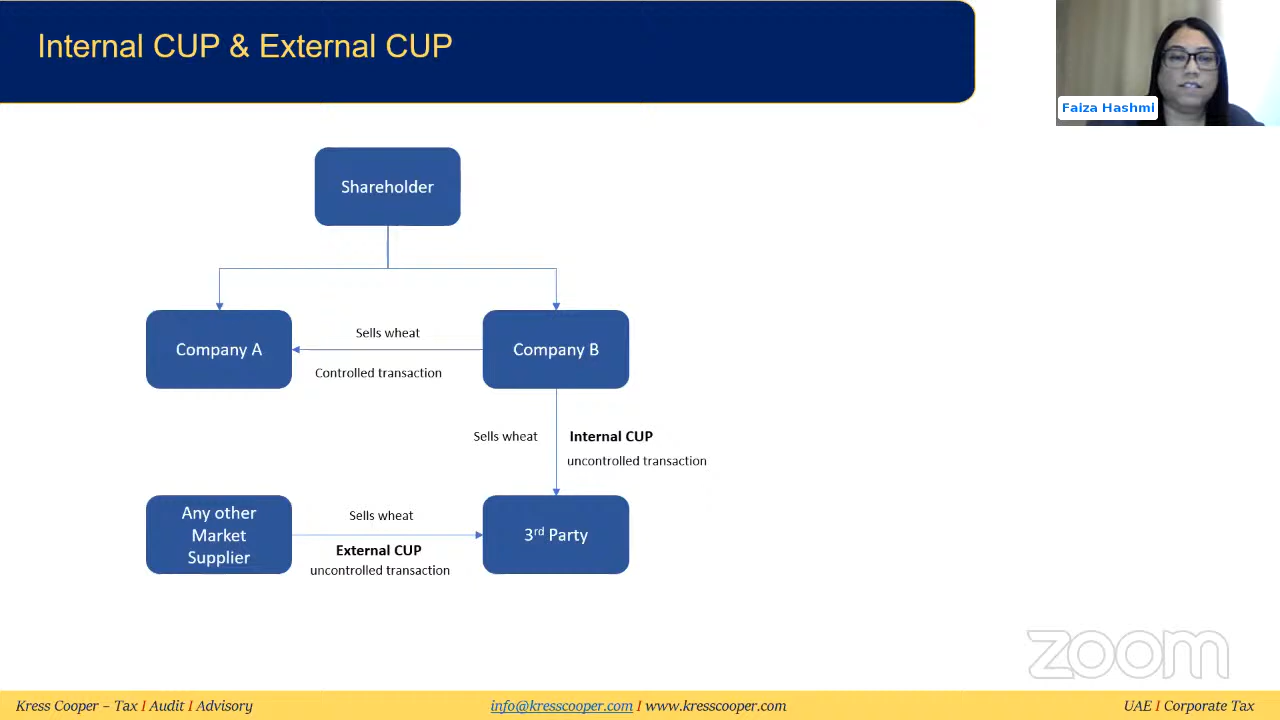 Internal CUP & External CUP
Faiza Hashmi
Shareholder
Company A
Sells wheat
Controlled transaction
Company B
Sells wheat
Internal CUP
uncontrolled transaction
Any other
Market
Supplier
Sells wheat
External CUP
uncontrolled transaction
3rd Party
zoom
Kress Cooper – Tax I Audit I Advisory
info@kresscooper.com I www.kresscooper.com
UAE I Corporate Tax